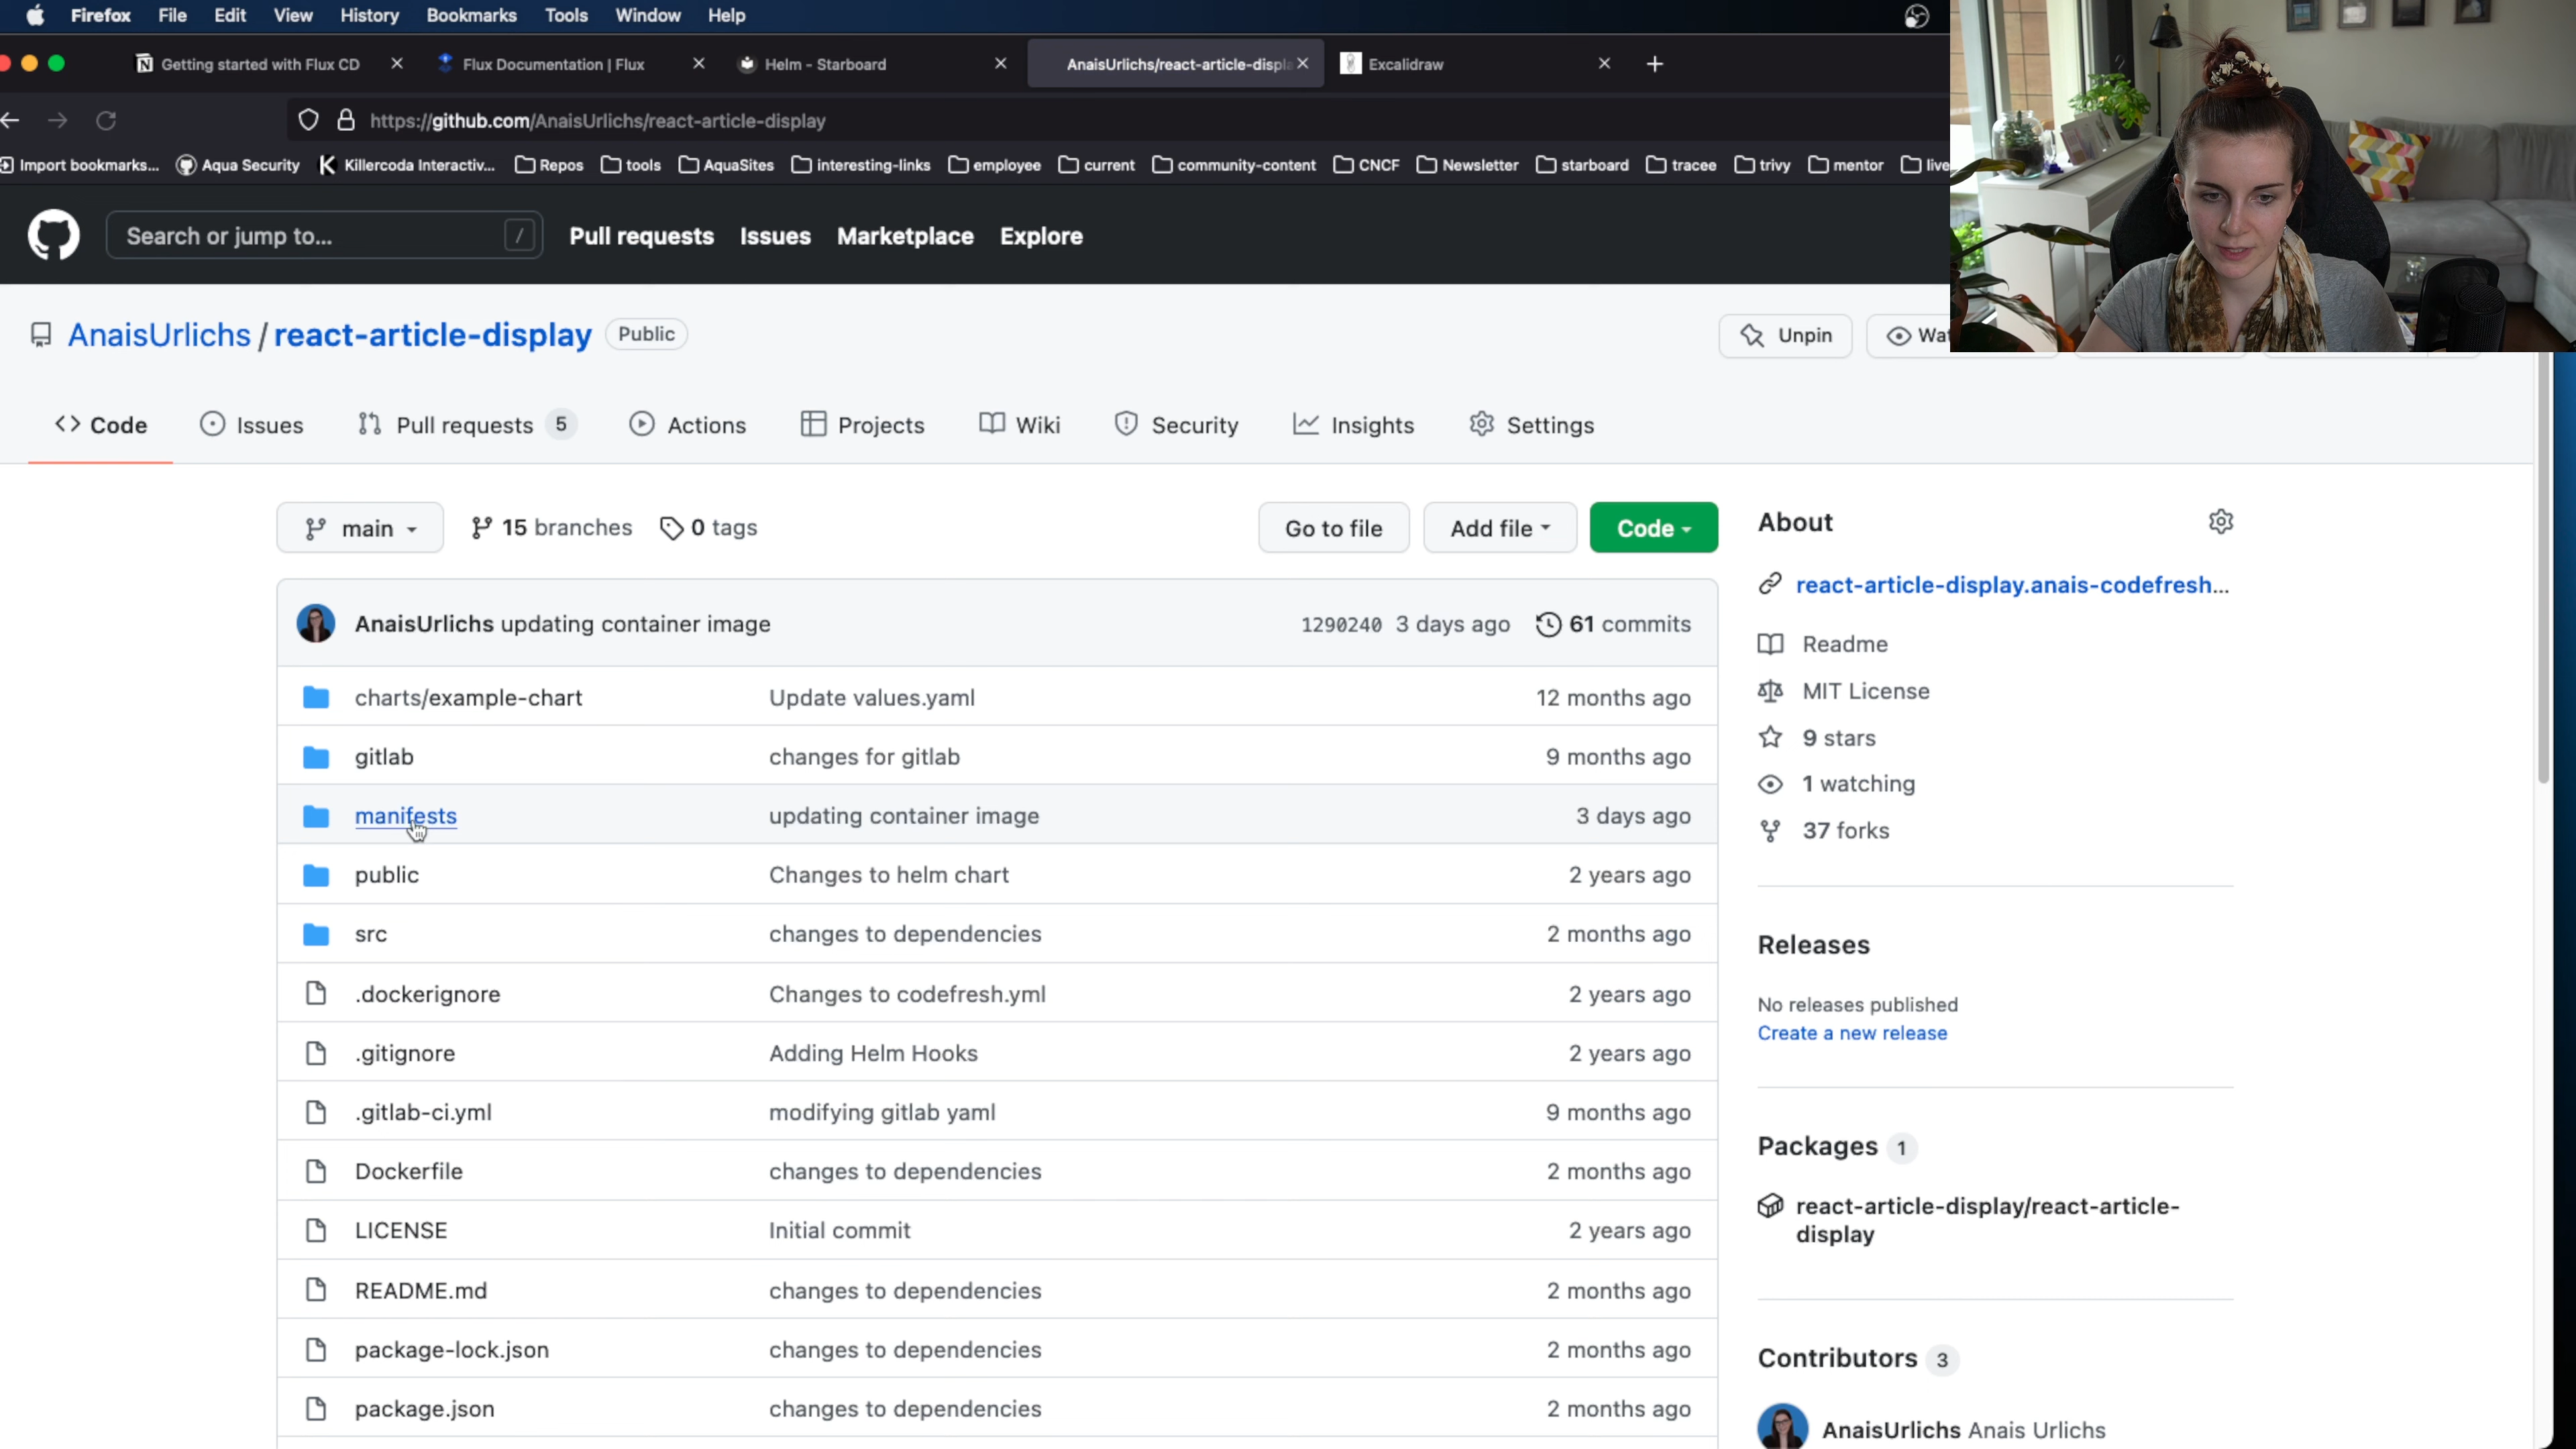 Firefox File Edit View History Bookmarks Tools Window Help
Getting started with Flux CD Flux Documentation | Flux Helm - Starboard AnaisUrlichs/react-article-displa Excalidraw
https://github.com/AnaisUrlichs/react-article-display
Import bookmarks... Aqua Security Killercoda Interactiv... Repos tools AquaSites interesting-links employee current community-content CNCF Newsletter starboard tracee trivy mentor live
Search or jump to... / Pull requests Issues Marketplace Explore
AnaisUrlichs / react-article-display Public Unpin Wat
Code Issues Pull requests 5 Actions Projects Wiki Security Insights Settings
main 15 branches 0 tags Go to file Add file Code
AnaisUrlichs updating container image 1290240 3 days ago 61 commits
charts/example-chart Update values.yaml 12 months ago
gitlab changes for gitlab 9 months ago
manifests updating container image 3 days ago
public Changes to helm chart 2 years ago
src changes to dependencies 2 months ago
.dockerignore Changes to codefresh.yml 2 years ago
.gitignore Adding Helm Hooks 2 years ago
.gitlab-ci.yml modifying gitlab yaml 9 months ago
Dockerfile changes to dependencies 2 months ago
LICENSE Initial commit 2 years ago
README.md changes to dependencies 2 months ago
package-lock.json changes to dependencies 2 months ago
package.json changes to dependencies 2 months ago
About
react-article-display.anais-codefresh...
Readme
MIT License
9 stars
1 watching
37 forks
Releases
No releases published
Create a new release
Packages 1
react-article-display/react-article-
display
Contributors 3
AnaisUrlichs Anais Urlichs